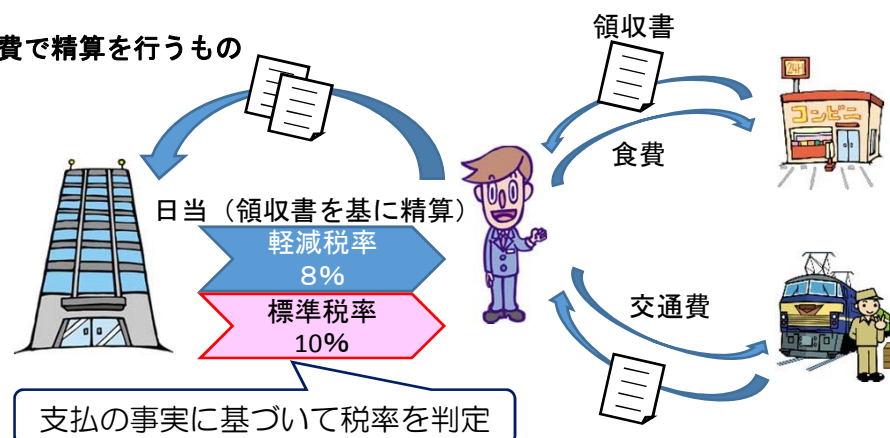 費で精算を行うもの
領収書
24H
コンビニ
食費
日当（領収書を基に精算）
軽減税率
8%
標準税率
10%
交通費
支払の事実に基づいて税率を判定